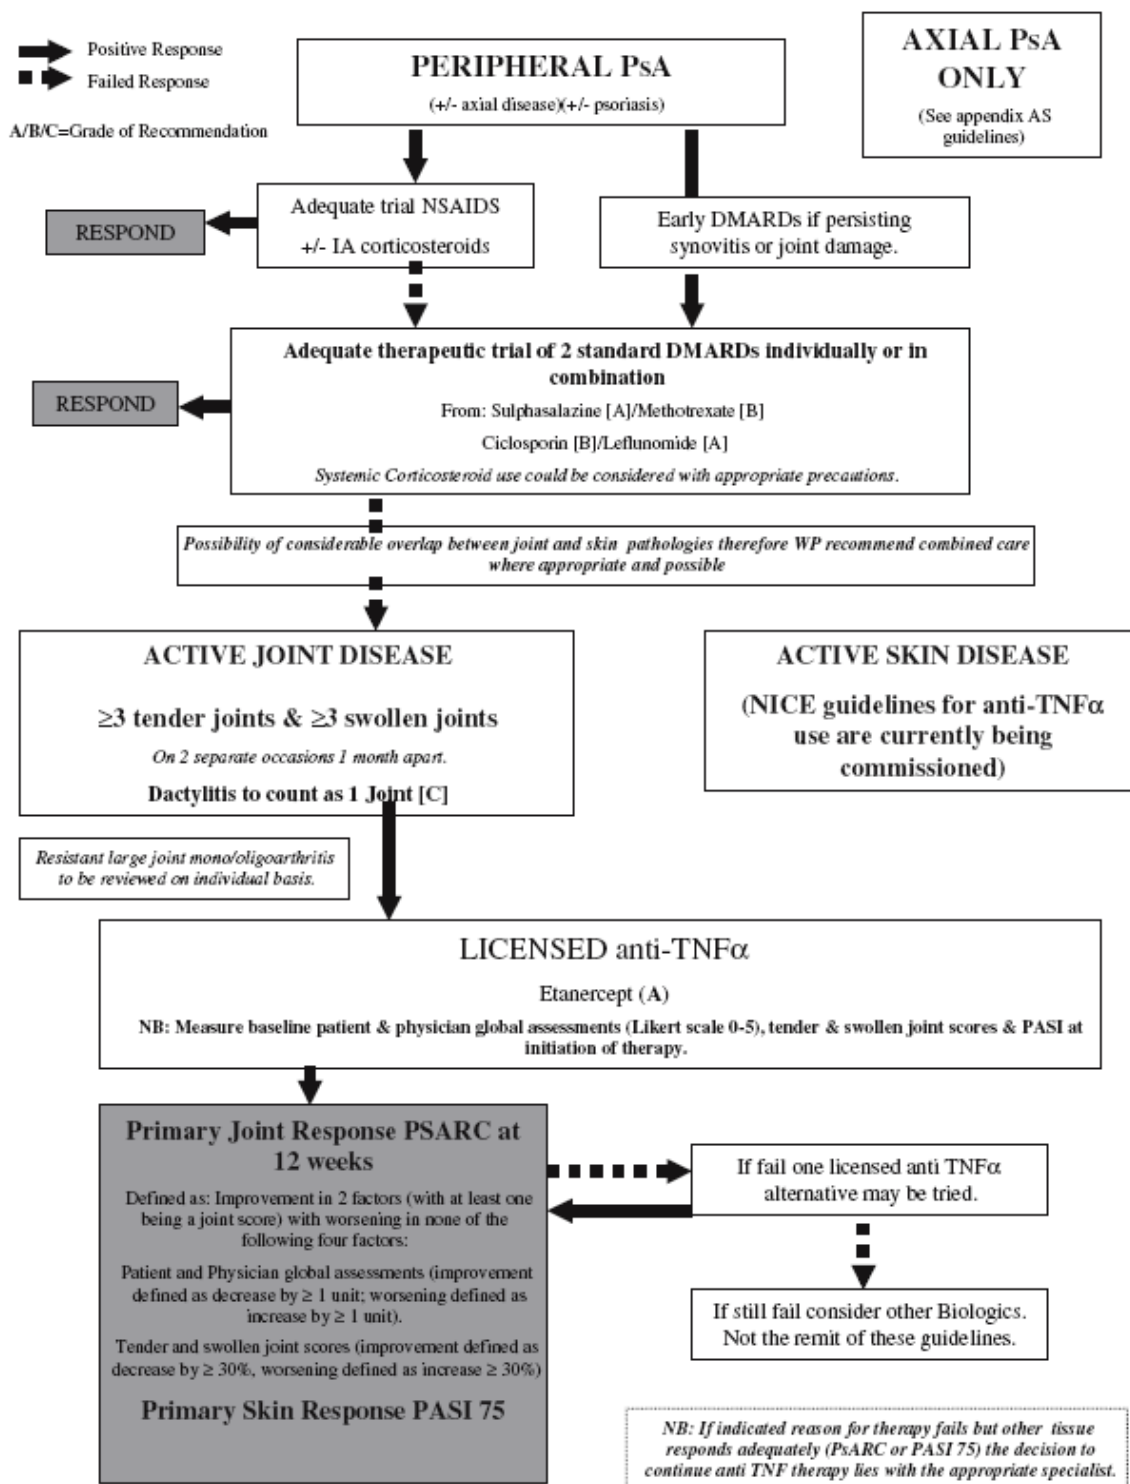 Positive Response
Failed Response
A/B/C=Grade of Recommendation
PERIPHERAL PsA
(+/- axial disease)(+/- psoriasis)
AXIAL PsA
ONLY
(See appendix AS
guidelines)
Adequate trial NSAIDS
+/- IA corticosteroids
RESPOND
Early DMARDs if persisting
synovitis or joint damage.
Adequate therapeutic trial of 2 standard DMARDs individually or in
combination
From: Sulphasalazine [A]/Methotrexate [B]
Ciclosporin [B]/Leflunomide [A]
Systemic Corticosteroid use could be considered with appropriate precautions.
RESPOND
Possibility of considerable overlap between joint and skin pathologies therefore WP recommend combined care
where appropriate and possible
ACTIVE JOINT DISEASE
≥3 tender joints & ≥3 swollen joints
On 2 separate occasions 1 month apart.
Dactylitis to count as 1 Joint [C]
ACTIVE SKIN DISEASE
(NICE guidelines for anti-TNFα
use are currently being
commissioned)
Resistant large joint mono/oligoarthritis
to be reviewed on individual basis.
LICENSED anti-TNFα
Etanercept (A)
NB: Measure baseline patient & physician global assessments (Likert scale 0-5), tender & swollen joint scores & PASI at
initiation of therapy.
Primary Joint Response PSARC at
12 weeks
Defined as: Improvement in 2 factors (with at least one
being a joint score) with worsening in none of the
following four factors:
Patient and Physician global assessments (improvement
defined as decrease by ≥ 1 unit; worsening defined as
increase by ≥ 1 unit).
Tender and swollen joint scores (improvement defined as
decrease by ≥ 30%, worsening defined as increase ≥ 30%)
Primary Skin Response PASI 75
If fail one licensed anti TNFα
alternative may be tried.
If still fail consider other Biologics.
Not the remit of these guidelines.
NB: If indicated reason for therapy fails but other tissue
responds adequately (PsARC or PASI 75) the decision to
continue anti TNF therapy lies with the appropriate specialist.